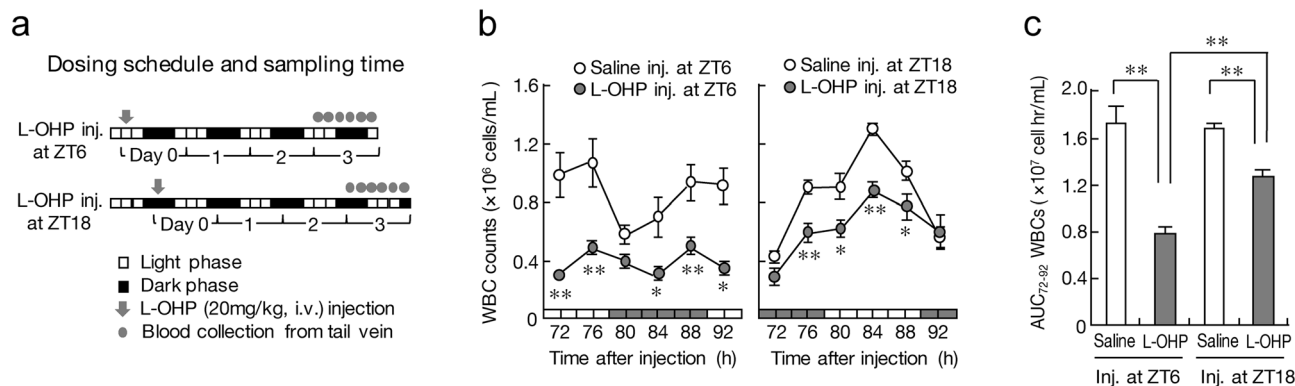 a
Dosing schedule and sampling time
L-OHP inj.
at ZT6
Day 0 1 2 3
L-OHP inj.
at ZT18
Day 0 1 2 3
Light phase
Dark phase
L-OHP (20mg/kg, i.v.) injection
Blood collection from tail vein
b
Saline inj. at ZT6
L-OHP inj. at ZT6
Saline inj. at ZT18
L-OHP inj. at ZT18
WBC counts (×10⁶ cells/mL)
1.6
1.2
0.8
0.4
0
** ** * ** *
** * ** *
72 76 80 84 88 92
72 76 80 84 88 92
Time after injection (h)
Time after injection (h)
c
AUC₇₂₋₉₂ WBCs ( ×10⁷ cell hr/mL)
**
** **
2.0
1.6
1.2
0.8
0.4
0
Saline L-OHP Saline L-OHP
Inj. at ZT6 Inj. at ZT18